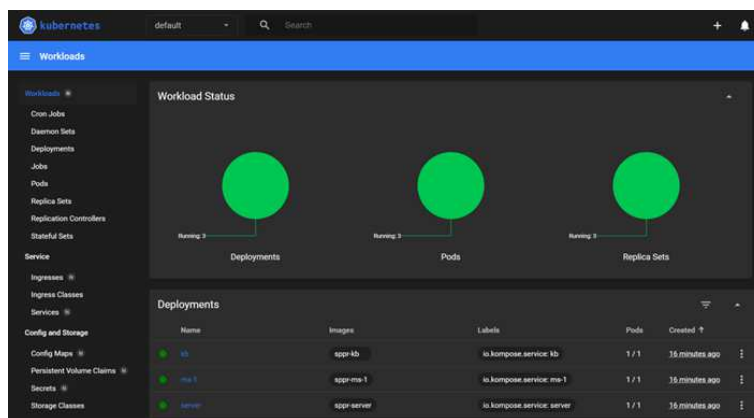 kubernetes
default
Search
Workloads
Workloads N
Cron Jobs
Daemon Sets
Deployments
Jobs
Pods
Replica Sets
Replication Controllers
Stateful Sets
Service
Ingresses N
Ingress Classes
Services N
Config and Storage
Config Maps N
Persistent Volume Claims N
Secrets N
Storage Classes
Workload Status
Running: 3
Running: 3
Running: 3
Deployments
Pods
Replica Sets
Deployments
Name Images Labels Pods Created ↑
kb sppr-kb io.kompose.service: kb 1 / 1 16 minutes ago
ms-1 sppr-ms-1 io.kompose.service: ms-1 1 / 1 16 minutes ago
server sppr-server io.kompose.service: server 1 / 1 16 minutes ago